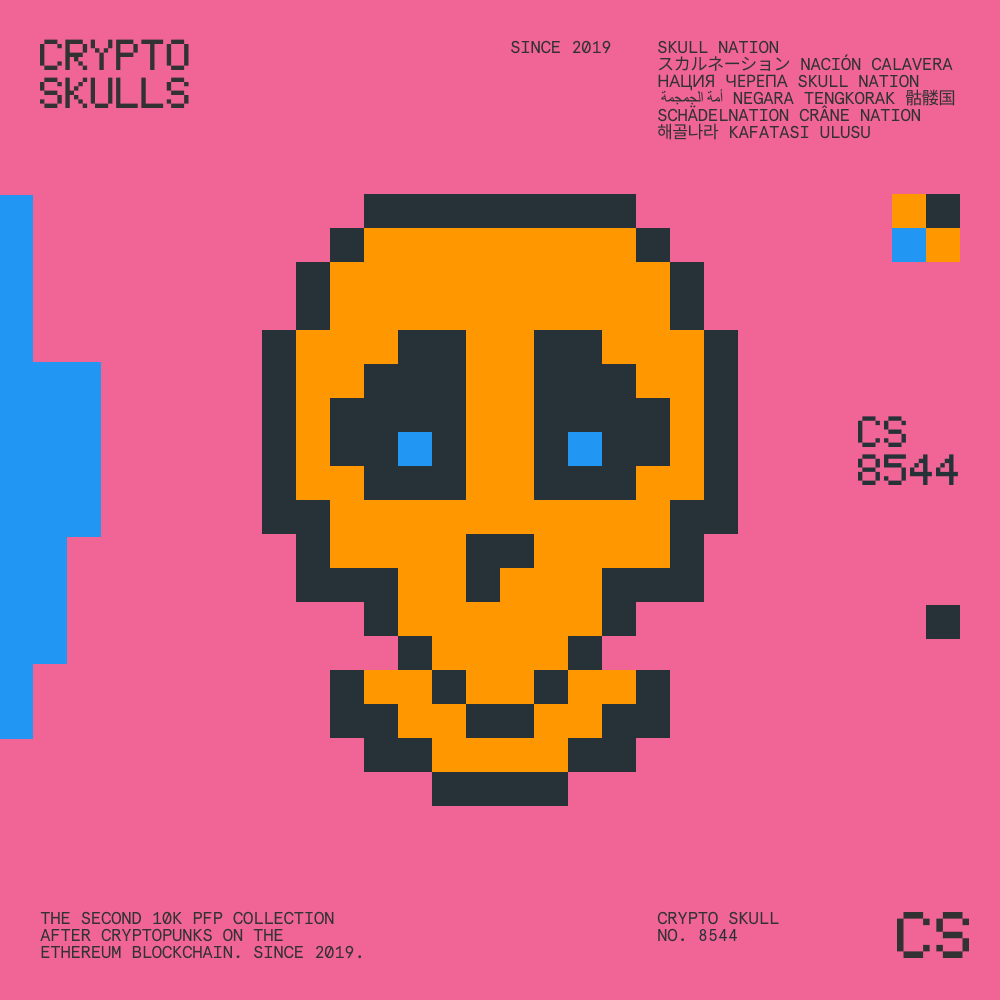 CRYPTO
SKULLS
SINCE 2019
SKULL NATION
スカルネーション NACIÓN CALAVERA
НАЦИЯ ЧЕРЕПА SKULL NATION
أمة الجمجمة NEGARA TENGKORAK 骷髅国
SCHÄDELNATION CRÂNE NATION
해골나라 KAFATASI ULUSU
CS
8544
THE SECOND 10K PFP COLLECTION
AFTER CRYPTOPUNKS ON THE
ETHEREUM BLOCKCHAIN. SINCE 2019.
CRYPTO SKULL
NO. 8544
CS